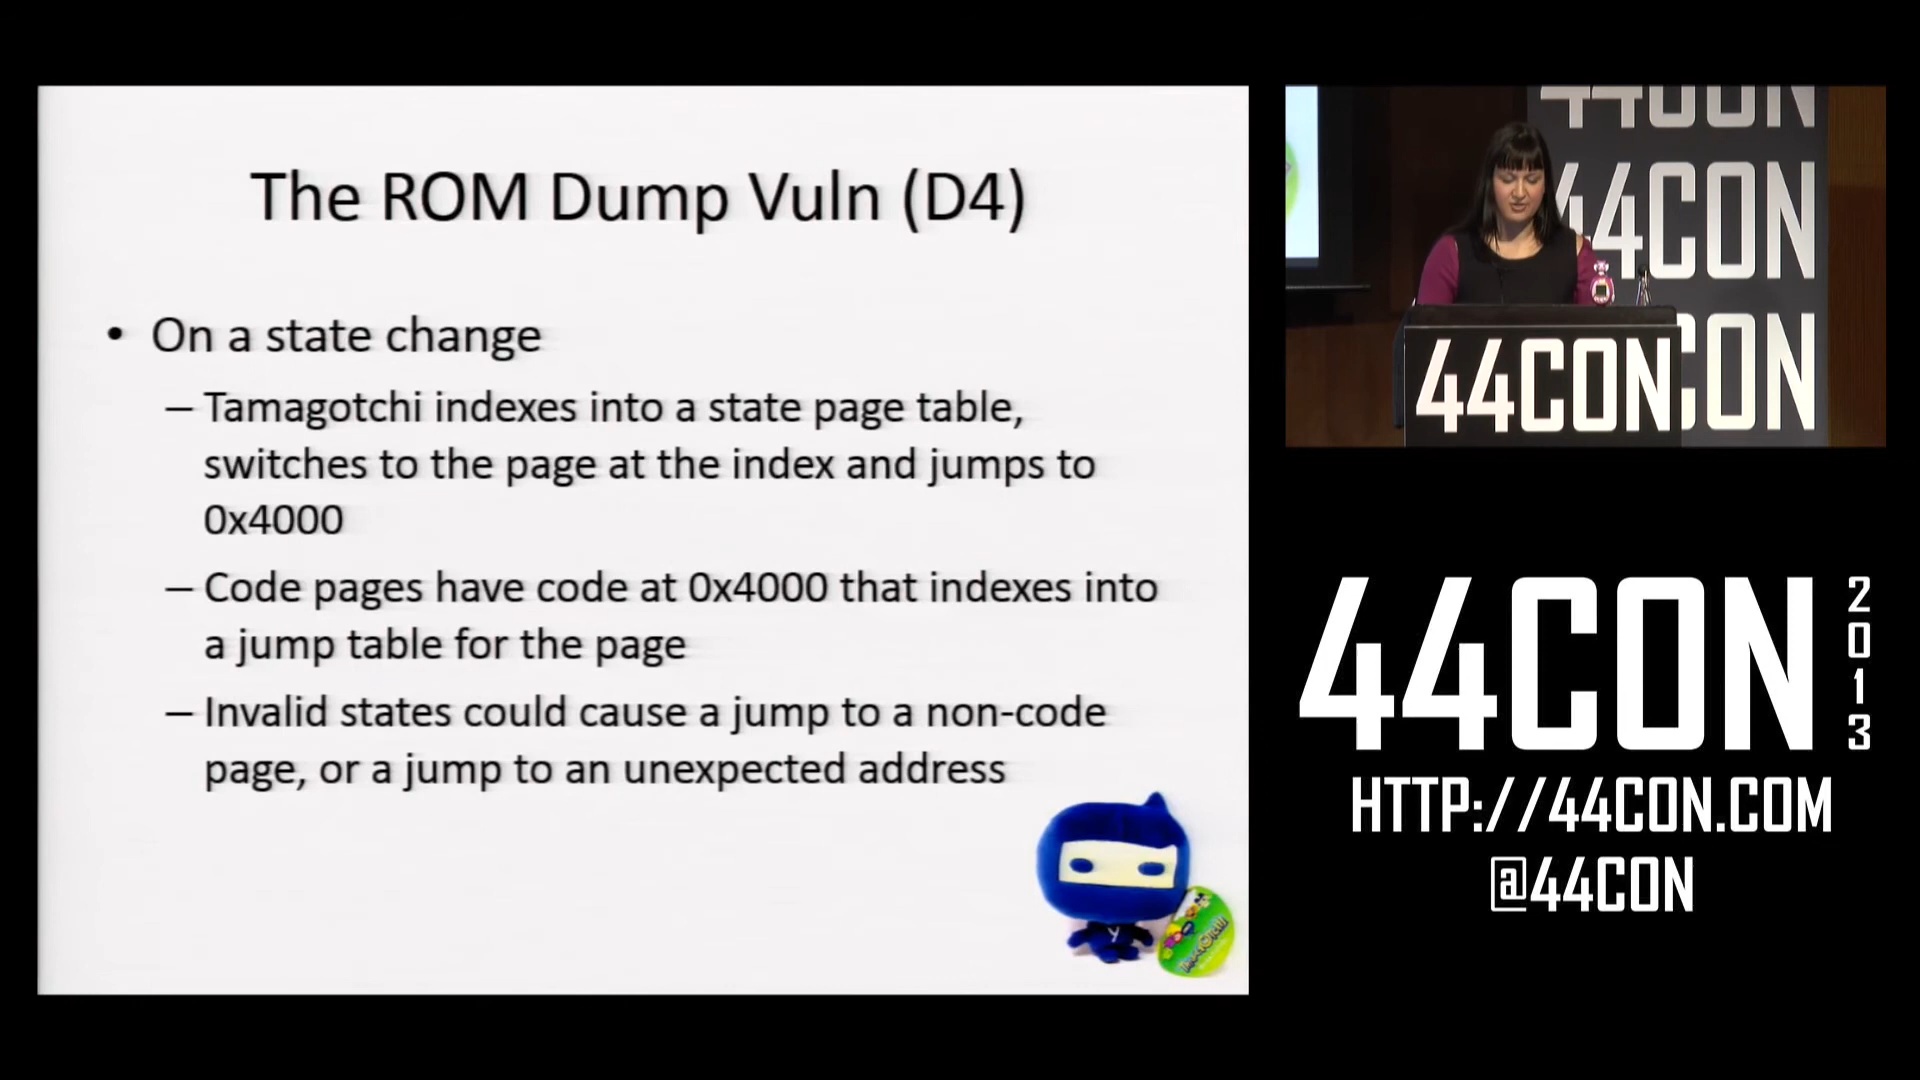 The ROM Dump Vuln (D4)
• On a state change
– Tamagotchi indexes into a state page table,
switches to the page at the index and jumps to
0x4000
– Code pages have code at 0x4000 that indexes into
a jump table for the page
– Invalid states could cause a jump to a non-code
page, or a jump to an unexpected address
44CON
44CON
44CON
CON
44CON
44CON
2013
HTTP://44CON.COM
@44CON